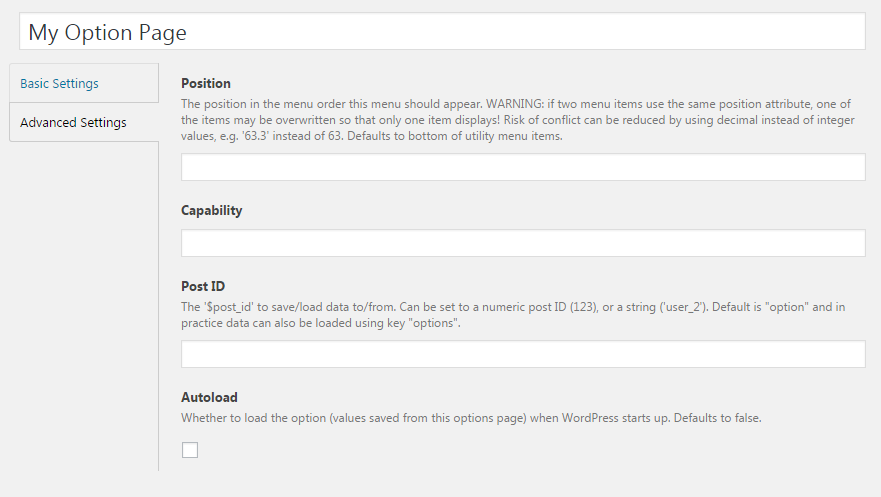 My Option Page
Basic Settings
Advanced Settings
Position
The position in the menu order this menu should appear. WARNING: if two menu items use the same position attribute, one of
the items may be overwritten so that only one item displays! Risk of conflict can be reduced by using decimal instead of integer
values, e.g. '63.3' instead of 63. Defaults to bottom of utility menu items.
Capability
Post ID
The '$post_id' to save/load data to/from. Can be set to a numeric post ID (123), or a string ('user_2'). Default is "option" and in
practice data can also be loaded using key "options".
Autoload
Whether to load the option (values saved from this options page) when WordPress starts up. Defaults to false.